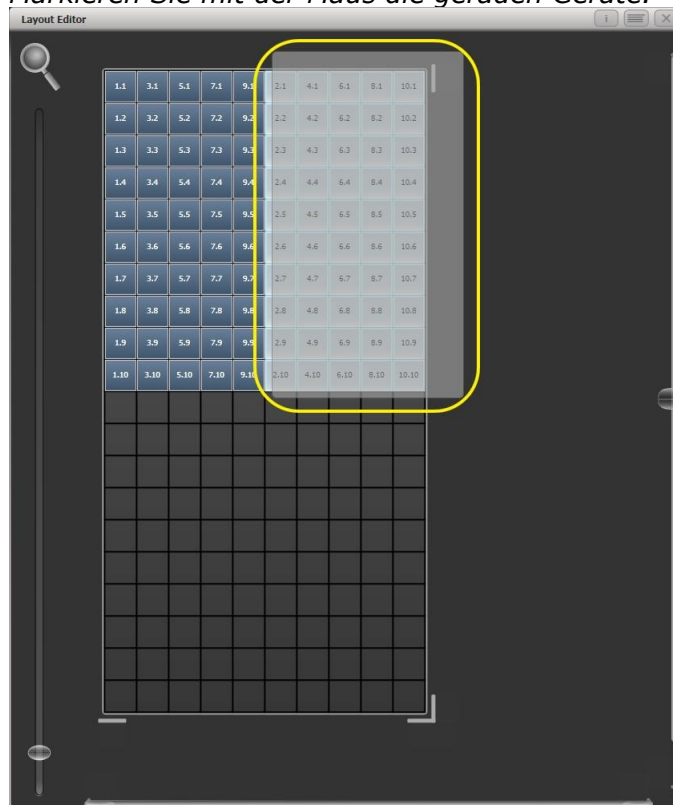 Markieren Sie mit der Maus die geraden Geräte.
Layout Editor
1.1 3.1 5.1 7.1 9.1 2.1 4.1 6.1 8.1 10.1
1.2 3.2 5.2 7.2 9.2 2.2 4.2 6.2 8.2 10.2
1.3 3.3 5.3 7.3 9.3 2.3 4.3 6.3 8.3 10.3
1.4 3.4 5.4 7.4 9.4 2.4 4.4 6.4 8.4 10.4
1.5 3.5 5.5 7.5 9.5 2.5 4.5 6.5 8.5 10.5
1.6 3.6 5.6 7.6 9.6 2.6 4.6 6.6 8.6 10.6
1.7 3.7 5.7 7.7 9.7 2.7 4.7 6.7 8.7 10.7
1.8 3.8 5.8 7.8 9.8 2.8 4.8 6.8 8.8 10.8
1.9 3.9 5.9 7.9 9.9 2.9 4.9 6.9 8.9 10.9
1.10 3.10 5.10 7.10 9.10 2.10 4.10 6.10 8.10 10.10